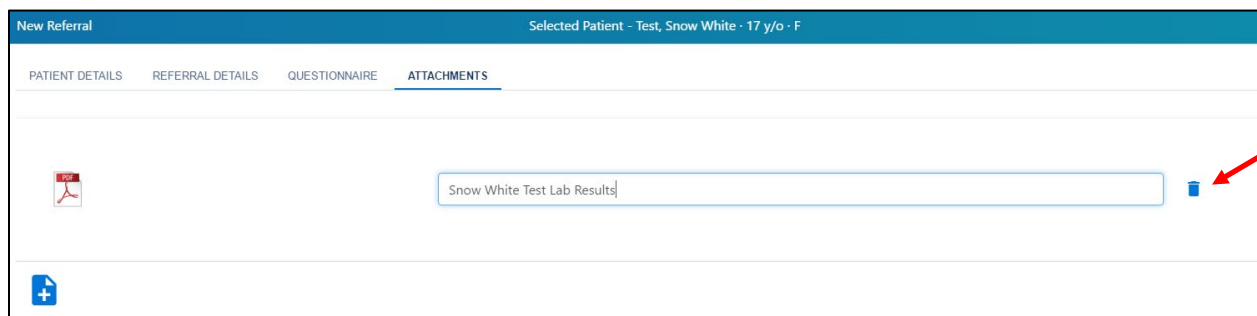 New Referral Selected Patient - Test, Snow White · 17 y/o · F
PATIENT DETAILS REFERRAL DETAILS QUESTIONNAIRE ATTACHMENTS
PDF
Snow White Test Lab Results